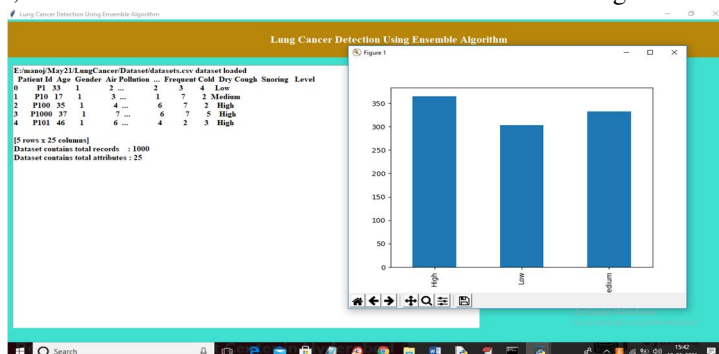 Lung Cancer Detection Using Ensemble Algorithm
Lung Cancer Detection Using Ensemble Algorithm
E:/manoj/May21/LungCancer/Dataset/datasets.csv dataset loaded
Patient Id Age Gender Air Pollution ... Frequent Cold Dry Cough Snoring Level
0 P1 33 1 2 ... 2 3 4 Low
1 P10 17 1 3 ... 1 7 2 Medium
2 P100 35 1 4 ... 6 7 2 High
3 P1000 37 1 7 ... 6 7 5 High
4 P101 46 1 6 ... 4 2 3 High
[5 rows x 25 columns]
Dataset contains total records : 1000
Dataset contains total attributes : 25
Figure 1
350
300
250
200
150
100
50
0
High
Low
edium
Search
15:42